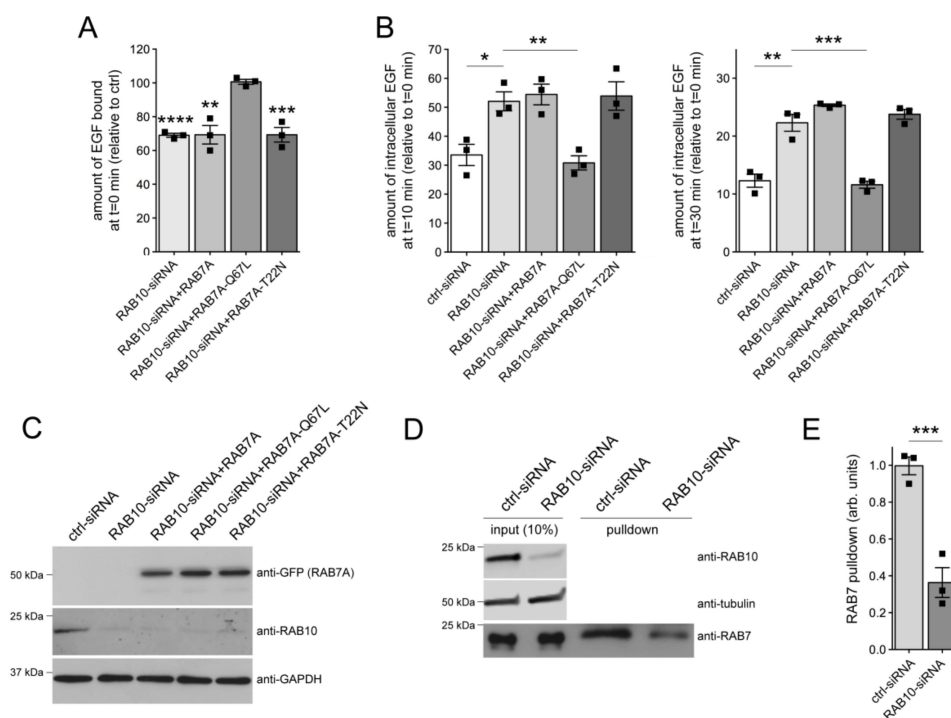 A
amount of EGF bound
at t=0 min (relative to ctrl)
120
100
80
60
40
20
0
****
**
***
RAB10-siRNA
RAB10-siRNA+RAB7A
RAB10-siRNA+RAB7A-Q67L
RAB10-siRNA+RAB7A-T22N
B
amount of intracellular EGF
at t=10 min (relative to t=0 min)
70
60
50
40
30
20
10
0
*
**
ctrl-siRNA
RAB10-siRNA
RAB10-siRNA+RAB7A
RAB10-siRNA+RAB7A-Q67L
RAB10-siRNA+RAB7A-T22N
amount of intracellular EGF
at t=30 min (relative to t=0 min)
30
20
10
0
**
***
ctrl-siRNA
RAB10-siRNA
RAB10-siRNA+RAB7A
RAB10-siRNA+RAB7A-Q67L
RAB10-siRNA+RAB7A-T22N
C
ctrl-siRNA
RAB10-siRNA
RAB10-siRNA+RAB7A
RAB10-siRNA+RAB7A-Q67L
RAB10-siRNA+RAB7A-T22N
50 kDa
anti-GFP (RAB7A)
25 kDa
anti-RAB10
37 kDa
anti-GAPDH
D
ctrl-siRNA
RAB10-siRNA
ctrl-siRNA
RAB10-siRNA
input (10%)
pulldown
25 kDa
anti-RAB10
50 kDa
anti-tubulin
25 kDa
anti-RAB7
E
RAB7 pulldown (arb. units)
***
1.0
0.8
0.6
0.4
0.2
0.0
ctrl-siRNA
RAB10-siRNA